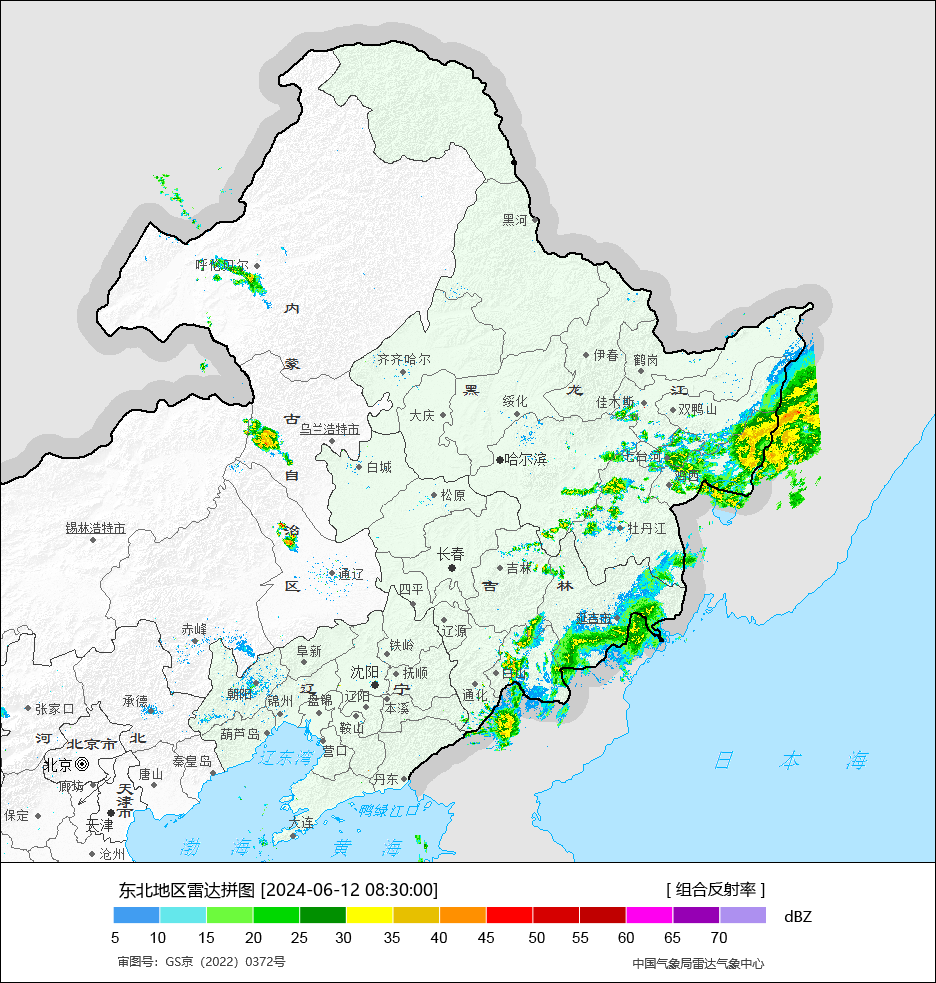 黑河
呼伦贝尔
内
蒙
古
自
治
区
齐齐哈尔
伊春
鹤岗
黑
龙
江
绥化
佳木斯
双鸭山
大庆
乌兰浩特市
白城
哈尔滨
七台河
鸡西
松原
锡林浩特市
牡丹江
长春
吉林
吉
林
通辽
四平
延吉市
赤峰
辽源
铁岭
阜新
沈阳
抚顺
白山
通化
朝阳
辽
宁
锦州
盘锦
辽阳
本溪
张家口
承德
鞍山
葫芦岛
河
北京市
北
营口
辽东湾
秦皇岛
北京
唐山
丹东
廊坊
天
津
市
日 本 海
鸭绿江口
保定
天津
大连
渤 海
黄 海
沧州
东北地区雷达拼图 [2024-06-12 08:30:00]
[ 组合反射率 ]
dBZ
5 10 15 20 25 30 35 40 45 50 55 60 65 70
审图号：GS京（2022）0372号
中国气象局雷达气象中心